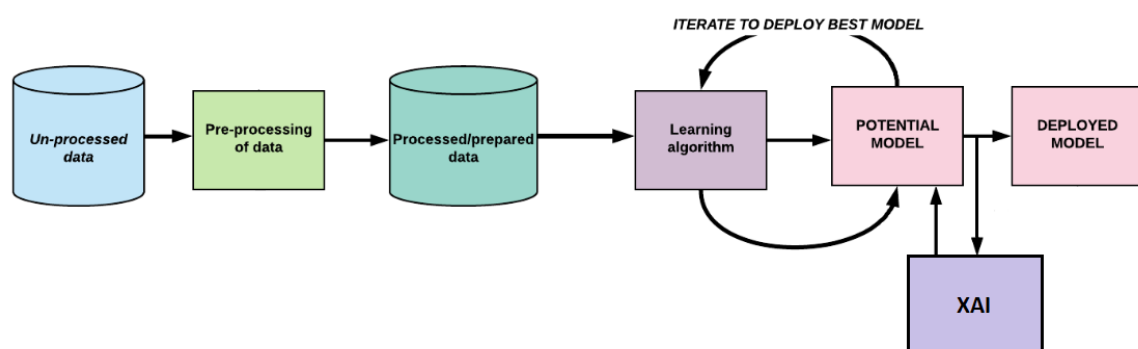 ITERATE TO DEPLOY BEST MODEL
Un-processed
data
Pre-processing
of data
Processed/prepared
data
Learning
algorithm
POTENTIAL
MODEL
DEPLOYED
MODEL
XAI